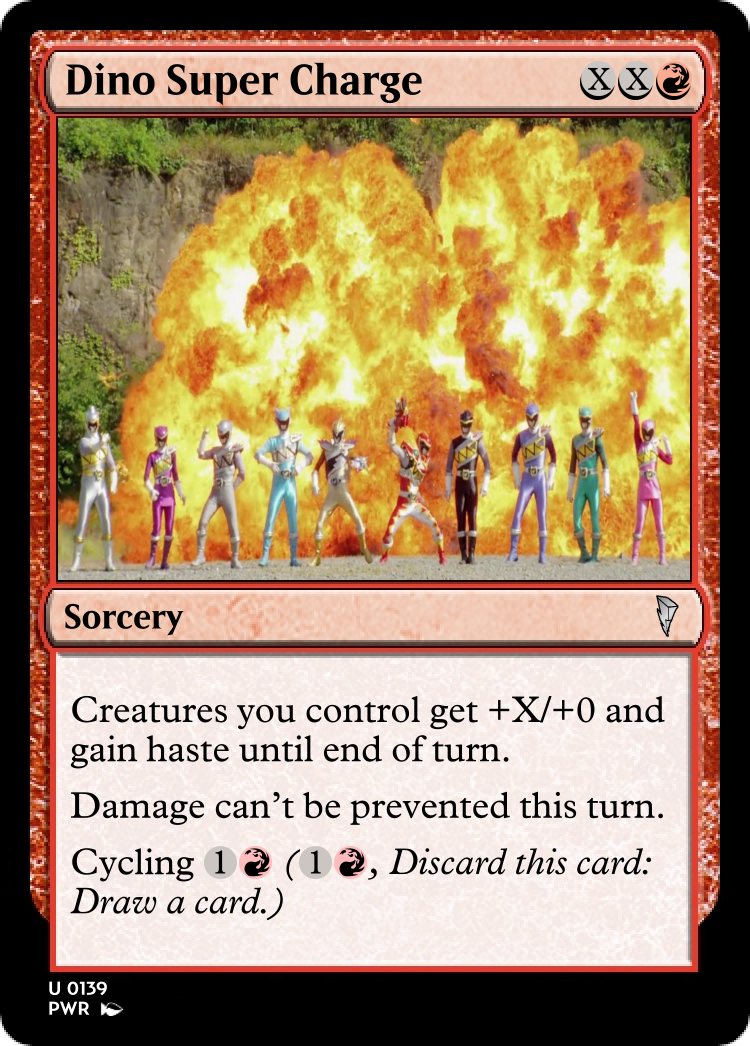 Dino Super Charge X X
Sorcery
Creatures you control get +X/+0 and
gain haste until end of turn.
Damage can't be prevented this turn.
Cycling 1 (1, Discard this card:
Draw a card.)
U 0139
PWR